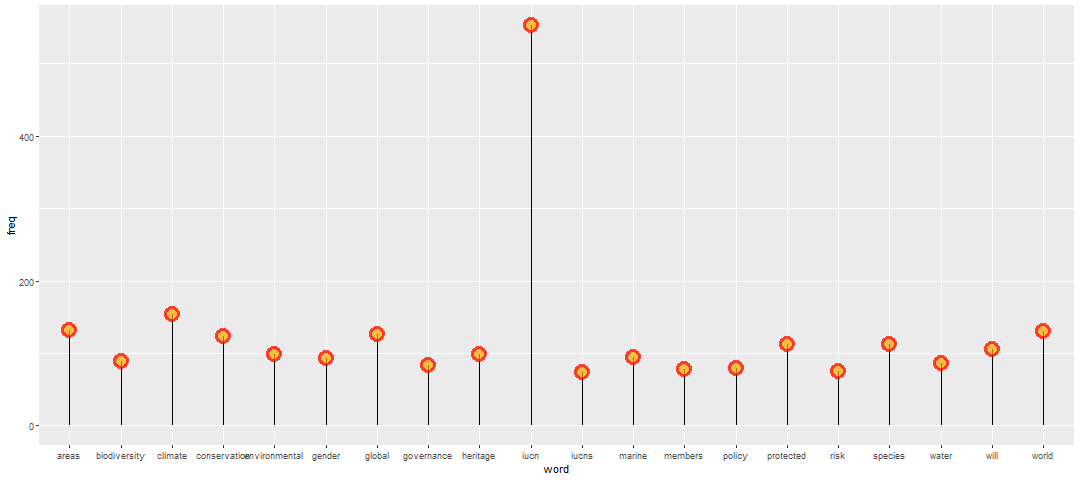 400
200
0
freq
areas biodiversity climate conservation environmental gender global governance heritage iucn iucns marine members policy protected risk species water will world
word